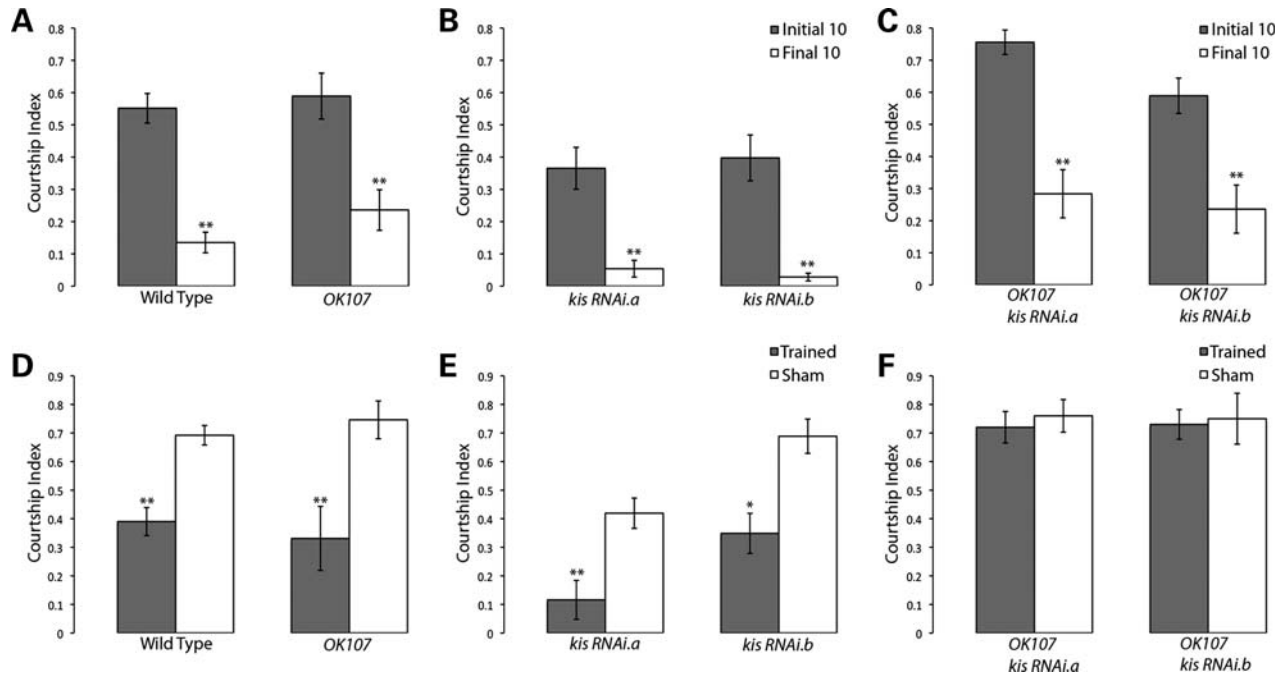 A
Courtship Index
0.8
0.7
0.6
0.5
0.4
0.3
0.2
0.1
0
**
**
Wild Type
OK107
B
Initial 10
Final 10
Courtship Index
0.8
0.7
0.6
0.5
0.4
0.3
0.2
0.1
0
**
**
kis RNAi.a
kis RNAi.b
C
Initial 10
Final 10
Courtship Index
0.8
0.7
0.6
0.5
0.4
0.3
0.2
0.1
0
**
**
OK107
kis RNAi.a
OK107
kis RNAi.b
D
Courtship Index
0.9
0.8
0.7
0.6
0.5
0.4
0.3
0.2
0.1
0
**
**
Wild Type
OK107
E
Trained
Sham
Courtship Index
0.9
0.8
0.7
0.6
0.5
0.4
0.3
0.2
0.1
0
**
*
kis RNAi.a
kis RNAi.b
F
Trained
Sham
Courtship Index
0.9
0.8
0.7
0.6
0.5
0.4
0.3
0.2
0.1
0
OK107
kis RNAi.a
OK107
kis RNAi.b